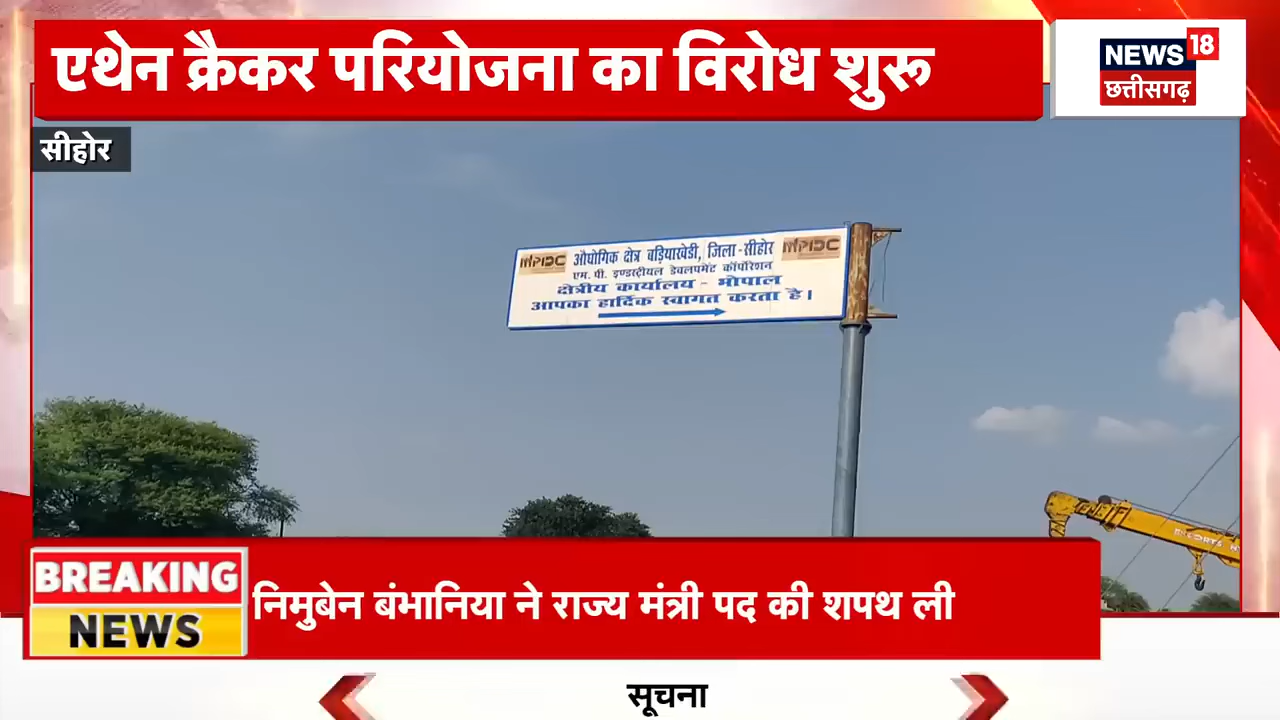 एथेन क्रैकर परियोजना का विरोध शुरू
NEWS 18
छत्तीसगढ़
सीहोर
MPIDC औद्योगिक क्षेत्र बड़ियाखेडी, जिला-सीहोर MPIDC
एम. पी. इण्डस्ट्रीयल डेवलपमेंट कॉर्पोरेशन
क्षेत्रीय कार्यालय - भोपाल
आपका हार्दिक स्वागत करता है।
BREAKING
NEWS
निमुबेन बंभानिया ने राज्य मंत्री पद की शपथ ली
सूचना